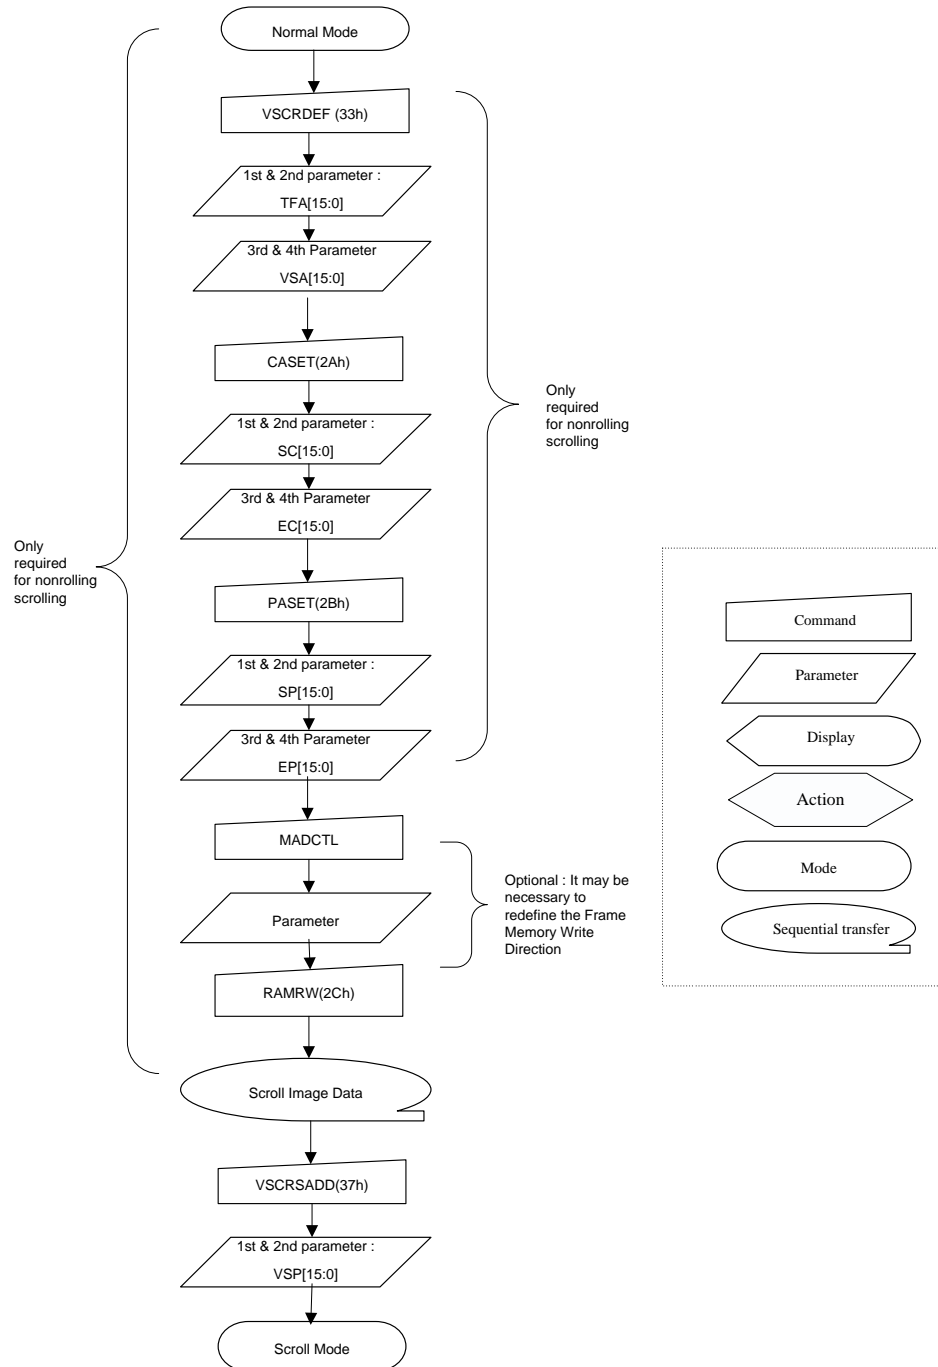 Normal Mode
VSCRDEF (33h)
1st & 2nd parameter :
TFA[15:0]
3rd & 4th Parameter
VSA[15:0]
CASET(2Ah)
1st & 2nd parameter :
SC[15:0]
3rd & 4th Parameter
EC[15:0]
PASET(2Bh)
1st & 2nd parameter :
SP[15:0]
3rd & 4th Parameter
EP[15:0]
MADCTL
Parameter
RAMRW(2Ch)
Scroll Image Data
VSCRSADD(37h)
1st & 2nd parameter :
VSP[15:0]
Scroll Mode
Only
required
for nonrolling
scrolling
Only
required
for nonrolling
scrolling
Optional : It may be
necessary to
redefine the Frame
Memory Write
Direction
Command
Parameter
Display
Action
Mode
Sequential transfer